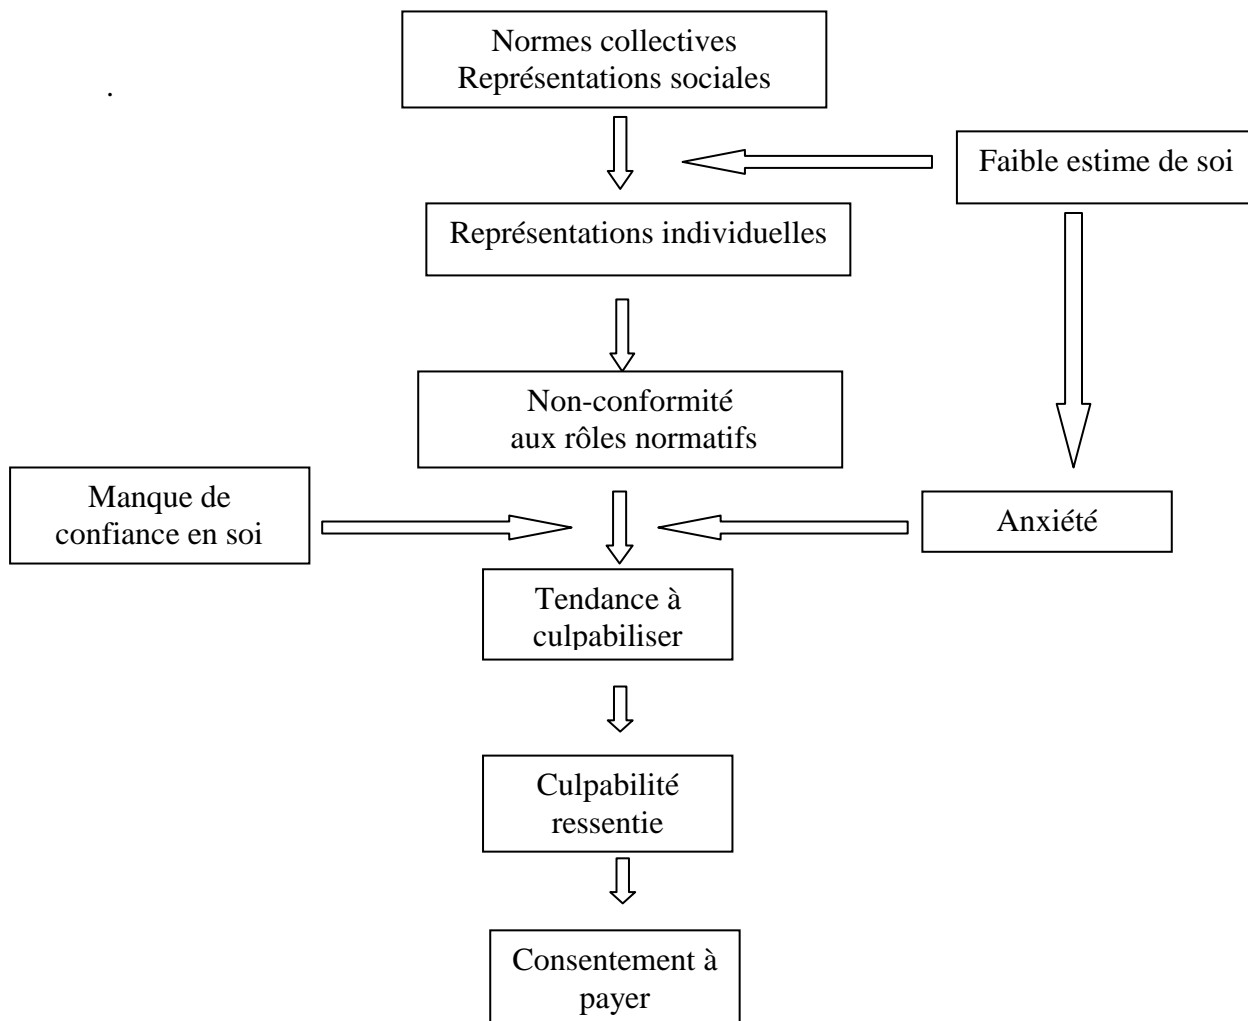 Normes collectives
Représentations sociales
.
Faible estime de soi
Représentations individuelles
Non-conformité
aux rôles normatifs
Manque de
confiance en soi
Anxiété
Tendance à
culpabiliser
Culpabilité
ressentie
Consentement à
payer